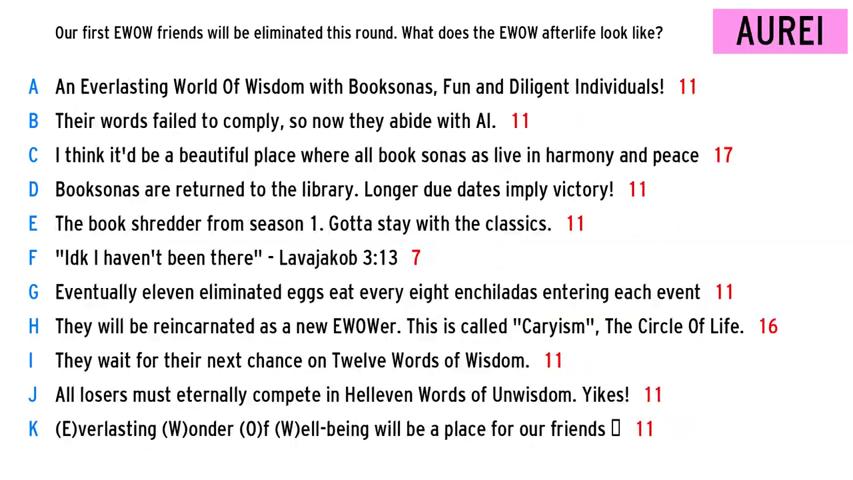 Our first EWOW friends will be eliminated this round. What does the EWOW afterlife look like?
AUREI
A An Everlasting World Of Wisdom with Booksonas, Fun and Diligent Individuals! 11
B Their words failed to comply, so now they abide with AI. 11
C I think it'd be a beautiful place where all book sonas as live in harmony and peace 17
D Booksonas are returned to the library. Longer due dates imply victory! 11
E The book shredder from season 1. Gotta stay with the classics. 11
F "Idk I haven't been there" - Lavajakob 3:13 7
G Eventually eleven eliminated eggs eat every eight enchiladas entering each event 11
H They will be reincarnated as a new EWOWer. This is called "Caryism", The Circle Of Life. 16
I They wait for their next chance on Twelve Words of Wisdom. 11
J All losers must eternally compete in Helleven Words of Unwisdom. Yikes! 11
K (E)verlasting (W)onder (O)f (W)ell-being will be a place for our friends ▯ 11